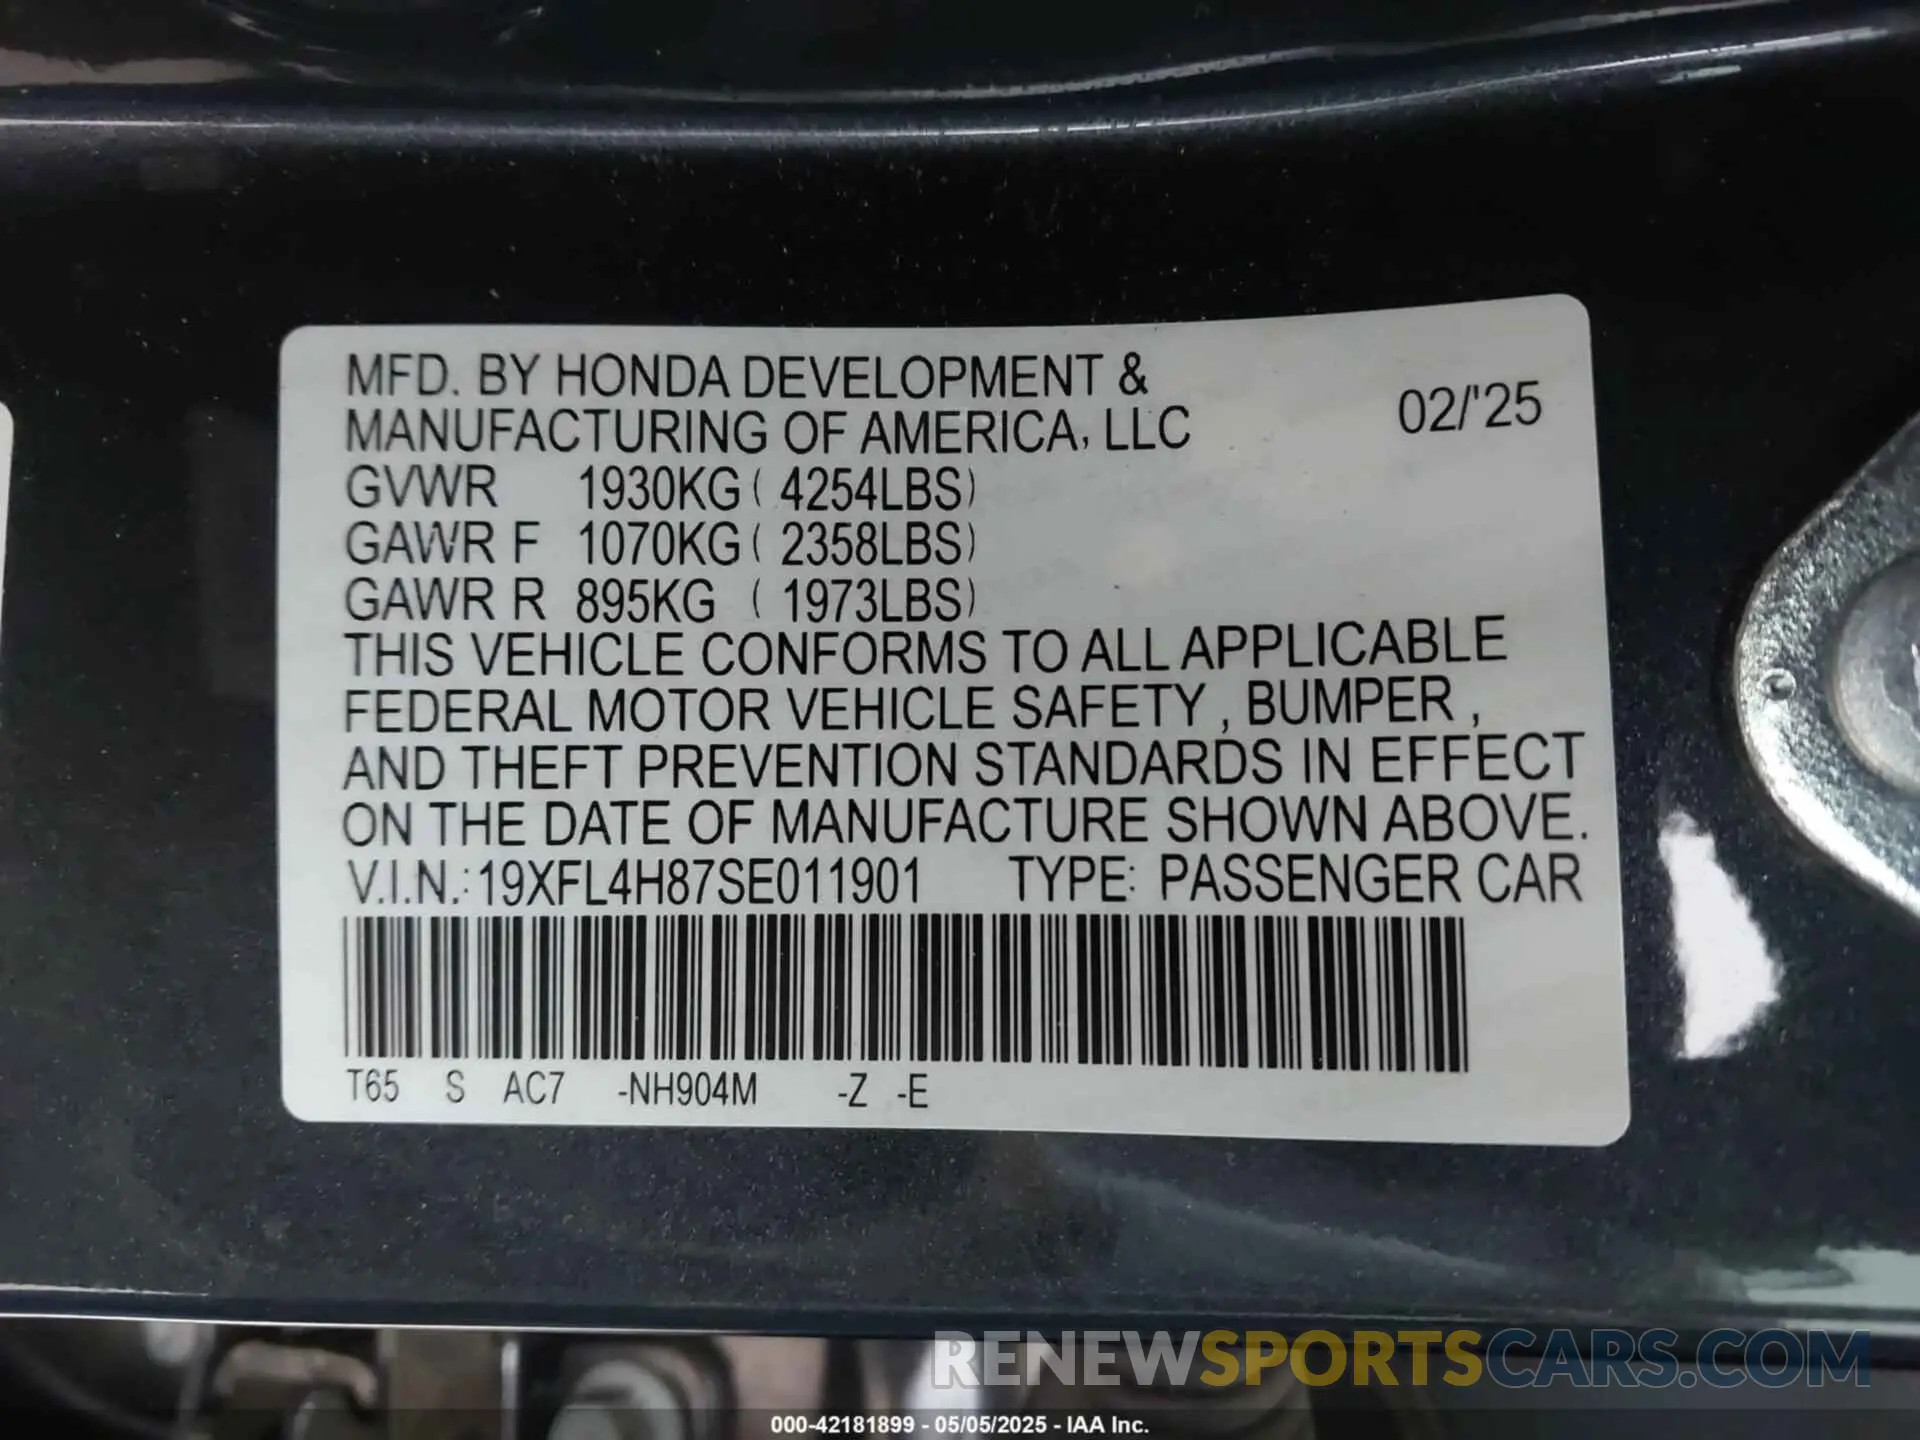 MFD. BY HONDA DEVELOPMENT &
MANUFACTURING OF AMERICA, LLC 02/'25
GVWR 1930KG ( 4254LBS)
GAWR F 1070KG ( 2358LBS)
GAWR R 895KG ( 1973LBS)
THIS VEHICLE CONFORMS TO ALL APPLICABLE
FEDERAL MOTOR VEHICLE SAFETY , BUMPER ,
AND THEFT PREVENTION STANDARDS IN EFFECT
ON THE DATE OF MANUFACTURE SHOWN ABOVE.
V.I.N.: 19XFL4H87SE011901 TYPE: PASSENGER CAR
T65 S AC7 -NH904M -Z -E
RENEWSPORTSCARS.COM
000-42181899 - 05/05/2025 - IAA Inc.